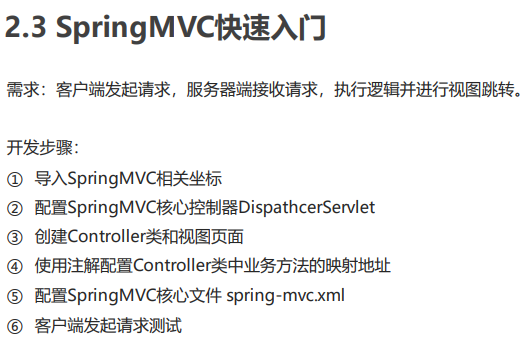 2.3 SpringMVC快速入门
需求：客户端发起请求，服务器端接收请求，执行逻辑并进行视图跳转。
开发步骤：
① 导入SpringMVC相关坐标
② 配置SpringMVC核心控制器DispathcerServlet
③ 创建Controller类和视图页面
④ 使用注解配置Controller类中业务方法的映射地址
⑤ 配置SpringMVC核心文件 spring-mvc.xml
⑥ 客户端发起请求测试